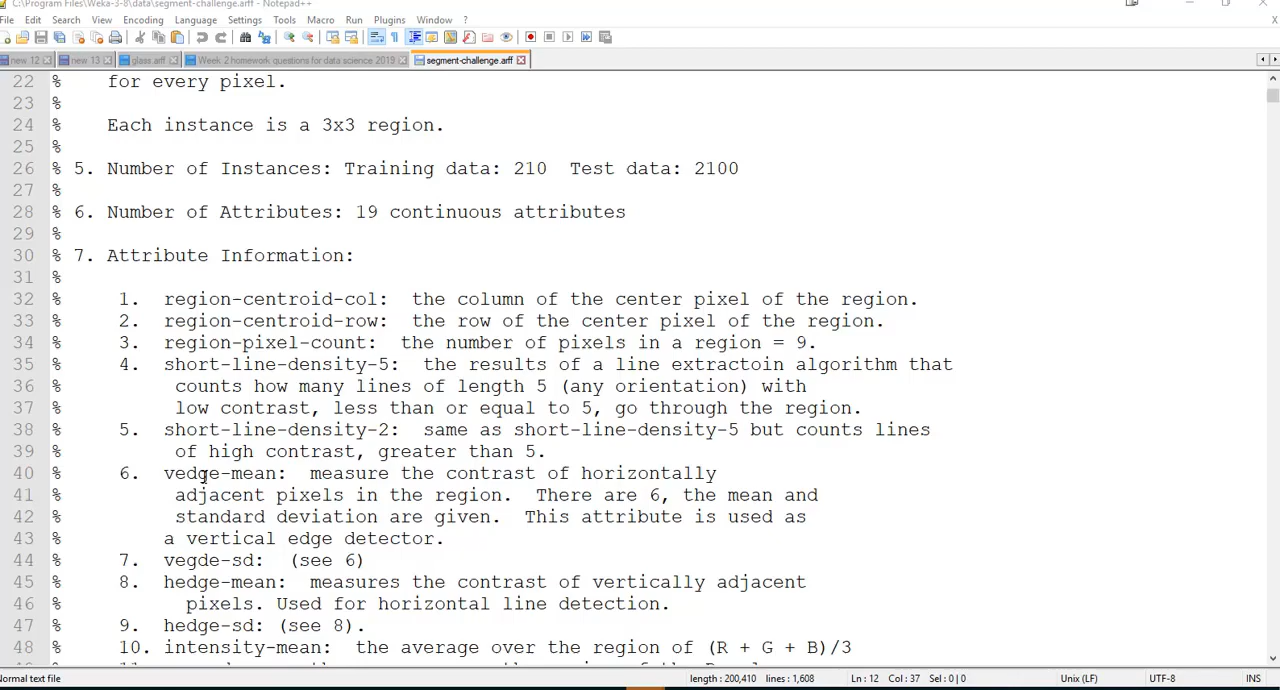 C:\Program Files\Weka-3-8\data\segment-challenge.arff - Notepad++
File Edit Search View Encoding Language Settings Tools Macro Run Plugins Window ?
new 12 new 13 glass.arff Week 2 homework questions for data science 2019 segment-challenge.arff
22 % for every pixel.
23 %
24 % Each instance is a 3x3 region.
25 %
26 % 5. Number of Instances: Training data: 210 Test data: 2100
27 %
28 % 6. Number of Attributes: 19 continuous attributes
29 %
30 % 7. Attribute Information:
31 %
32 % 1. region-centroid-col: the column of the center pixel of the region.
33 % 2. region-centroid-row: the row of the center pixel of the region.
34 % 3. region-pixel-count: the number of pixels in a region = 9.
35 % 4. short-line-density-5: the results of a line extractoin algorithm that
36 % counts how many lines of length 5 (any orientation) with
37 % low contrast, less than or equal to 5, go through the region.
38 % 5. short-line-density-2: same as short-line-density-5 but counts lines
39 % of high contrast, greater than 5.
40 % 6. vedge-mean: measure the contrast of horizontally
41 % adjacent pixels in the region. There are 6, the mean and
42 % standard deviation are given. This attribute is used as
43 % a vertical edge detector.
44 % 7. vegde-sd: (see 6)
45 % 8. hedge-mean: measures the contrast of vertically adjacent
46 % pixels. Used for horizontal line detection.
47 % 9. hedge-sd: (see 8).
48 % 10. intensity-mean: the average over the region of (R + G + B)/3
Normal text file length : 200,410 lines : 1,608 Ln : 12 Col : 37 Sel : 0 | 0 Unix (LF) UTF-8 INS